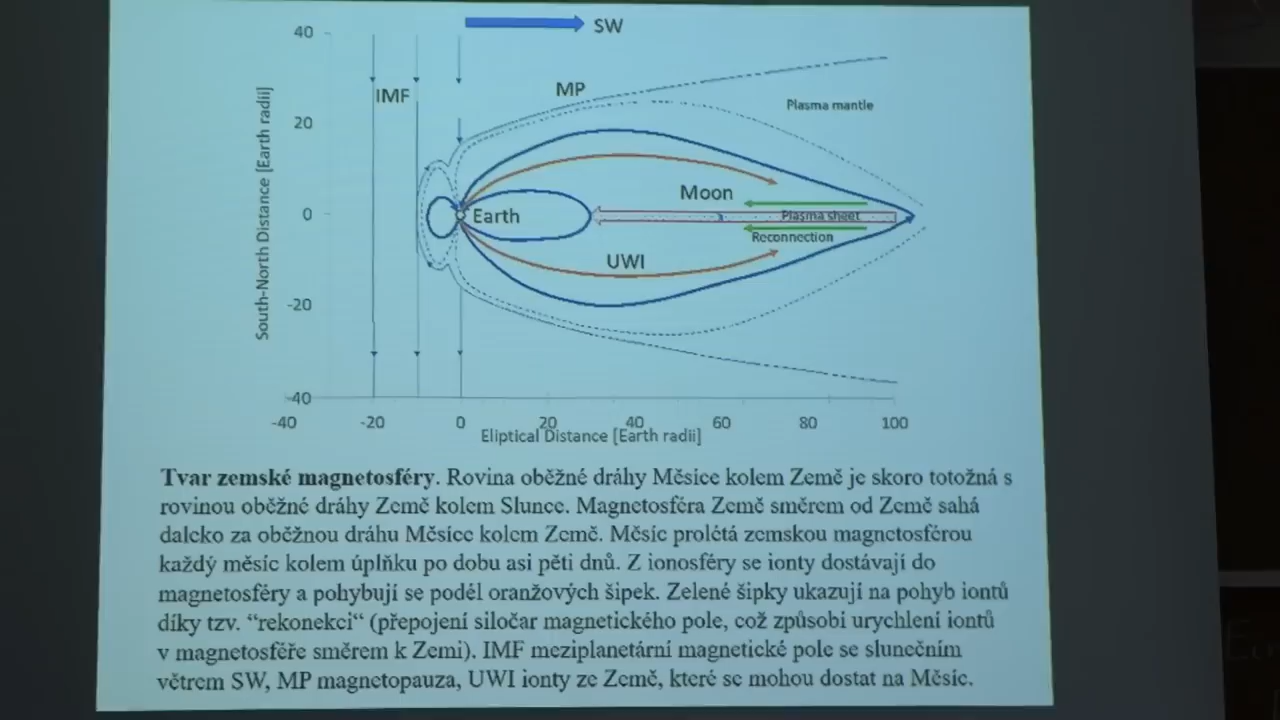 SW
40
IMF
MP
Plasma mantle
20
South-North Distance [Earth radii]
Moon
0
Earth
Plasma sheet
Reconnection
UWI
-20
-40
-40 -20 0 20 40 60 80 100
Eliptical Distance [Earth radii]
Tvar zemské magnetosféry. Rovina oběžné dráhy Měsíce kolem Země je skoro totožná s
rovinou oběžné dráhy Země kolem Slunce. Magnetosféra Země směrem od Země sahá
daleko za oběžnou dráhu Měsíce kolem Země. Měsíc prolétá zemskou magnetosférou
každý měsíc kolem úplňku po dobu asi pěti dnů. Z ionosféry se ionty dostávají do
magnetosféry a pohybují se podél oranžových šipek. Zelené šipky ukazují na pohyb iontů
díky tzv. “rekonekci“ (přepojení siločar magnetického pole, což způsobí urychlení iontů
v magnetosféře směrem k Zemi). IMF meziplanetární magnetické pole se slunečním
větrem SW, MP magnetopauza, UWI ionty ze Země, které se mohou dostat na Měsíc.